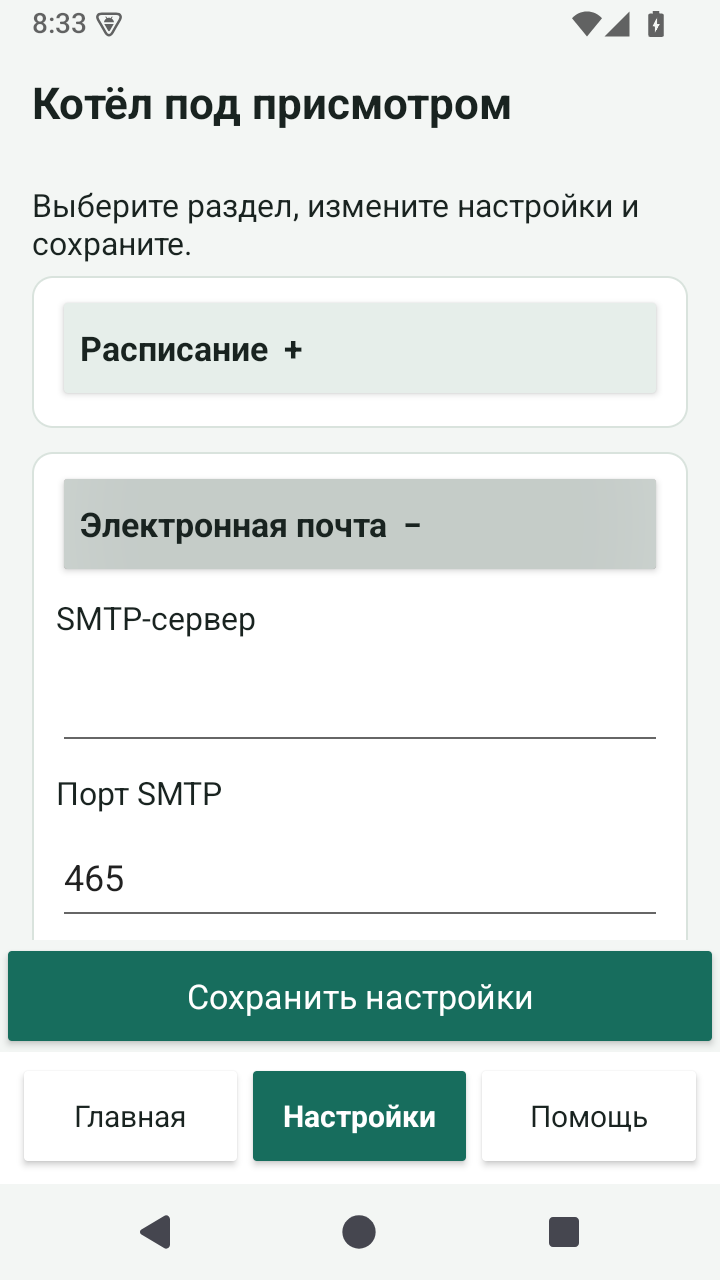 8:33
Котёл под присмотром
Выберите раздел, измените настройки и
сохраните.
Расписание +
Электронная почта −
SMTP-сервер
Порт SMTP
465
Сохранить настройки
Главная
Настройки
Помощь